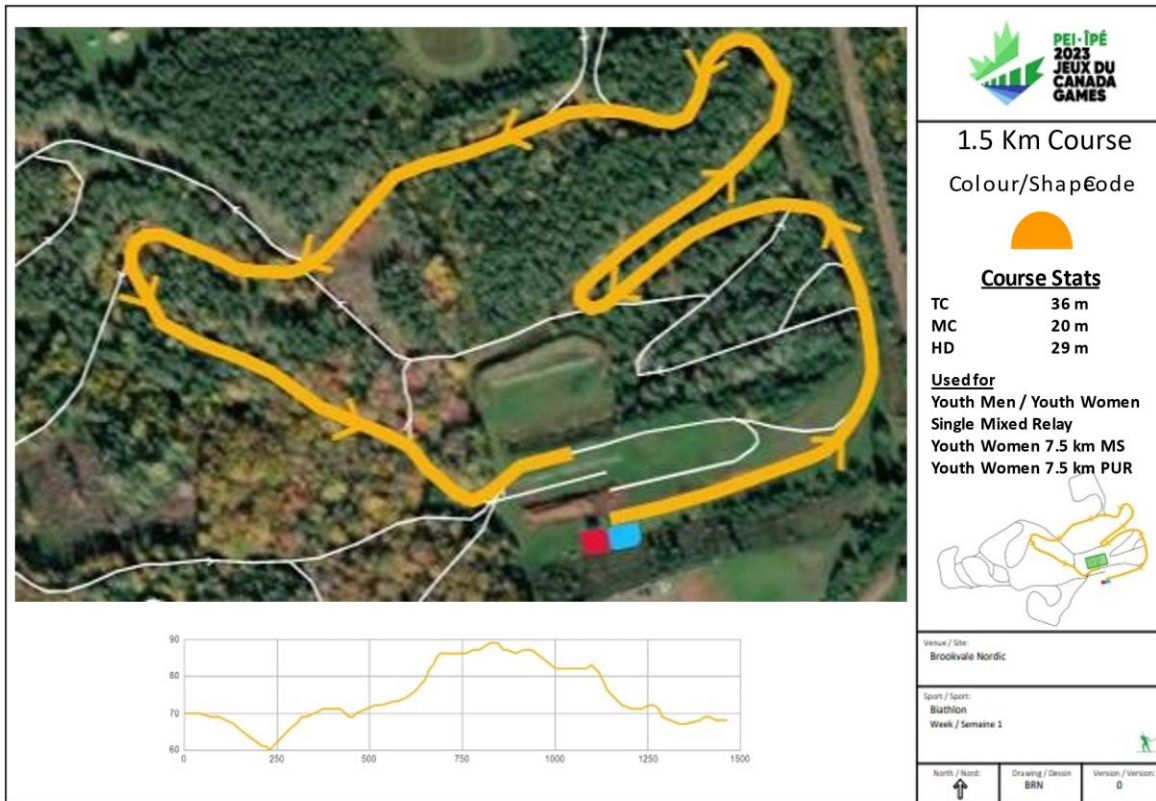 PEI·ÎPÉ
2023
JEUX DU
CANADA
GAMES
1.5 Km Course
Colour/ShapeCode
Course Stats
TC 36 m
MC 20 m
HD 29 m
Used for
Youth Men / Youth Women
Single Mixed Relay
Youth Women 7.5 km MS
Youth Women 7.5 km PUR
Venue / Site:
Brookvale Nordic
Sport / Sport:
Biathlon
Week / Semaine 1
North / Nord:
Drawing / Dessin
BRN
Version / Version:
0
90
80
70
60
0 250 500 750 1000 1250 1500